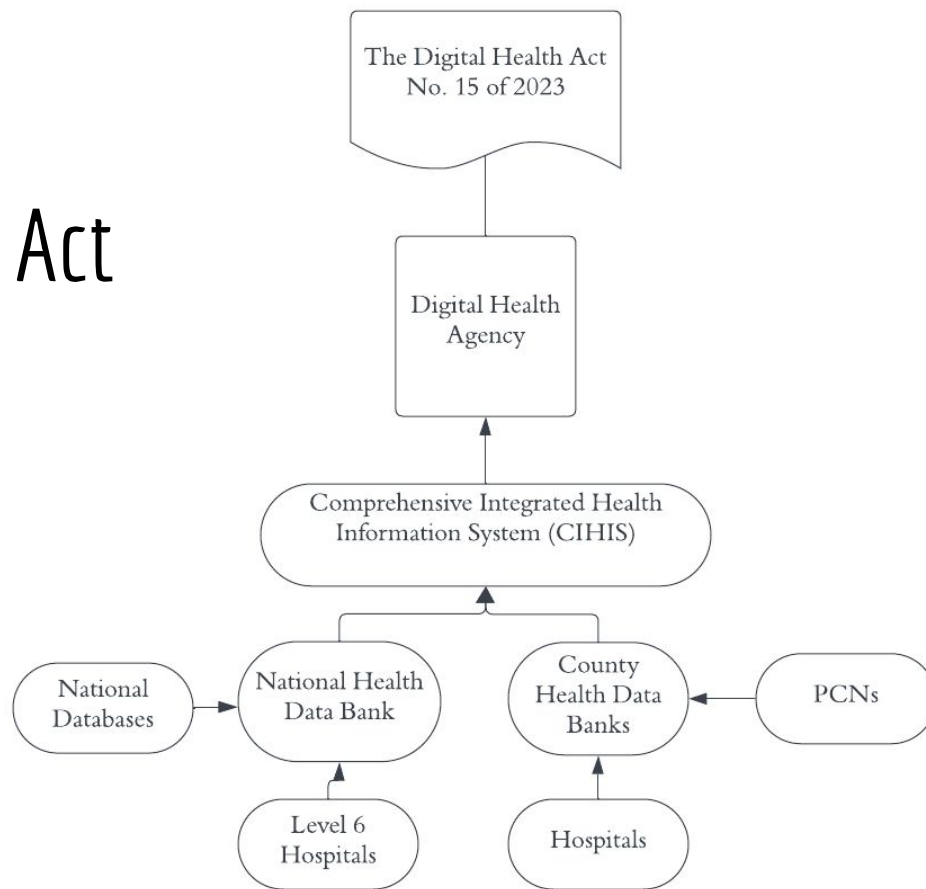 The Digital Health Act
No. 15 of 2023
Act
Digital Health
Agency
Comprehensive Integrated Health
Information System (CIHIS)
National
Databases
National Health
Data Bank
County
Health Data
Banks
PCNs
Level 6
Hospitals
Hospitals